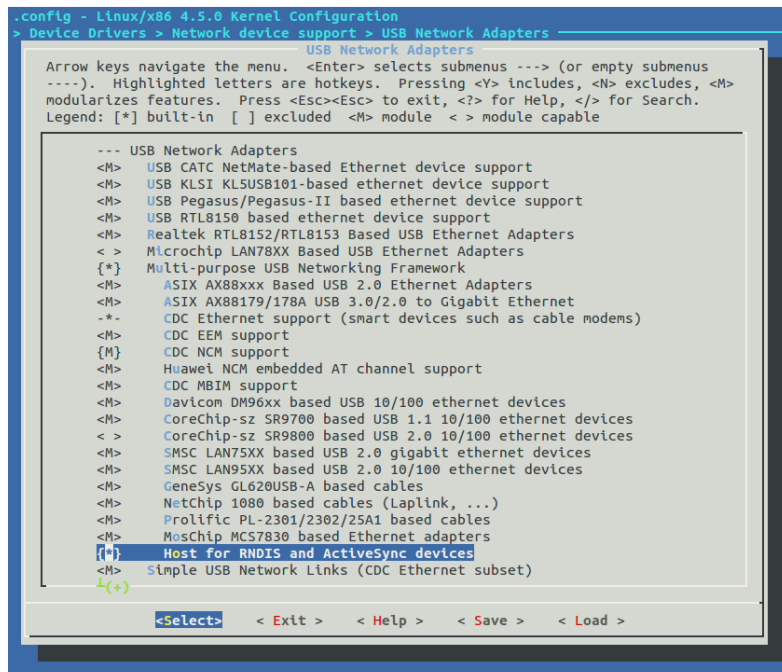 .config - Linux/x86 4.5.0 Kernel Configuration
> Device Drivers > Network device support > USB Network Adapters
USB Network Adapters
Arrow keys navigate the menu.  <Enter> selects submenus ---> (or empty submenus
----).  Highlighted letters are hotkeys.  Pressing <Y> includes, <N> excludes, <M>
modularizes features.  Press <Esc><Esc> to exit, <?> for Help, </> for Search.
Legend: [*] built-in  [ ] excluded  <M> module  < > module capable
--- USB Network Adapters
<M>   USB CATC NetMate-based Ethernet device support
<M>   USB KLSI KL5USB101-based ethernet device support
<M>   USB Pegasus/Pegasus-II based ethernet device support
<M>   USB RTL8150 based ethernet device support
<M>   Realtek RTL8152/RTL8153 Based USB Ethernet Adapters
< >   Microchip LAN78XX Based USB Ethernet Adapters
{*}   Multi-purpose USB Networking Framework
<M>     ASIX AX88xxx Based USB 2.0 Ethernet Adapters
<M>     ASIX AX88179/178A USB 3.0/2.0 to Gigabit Ethernet
-*-     CDC Ethernet support (smart devices such as cable modems)
<M>     CDC EEM support
{M}     CDC NCM support
<M>     Huawei NCM embedded AT channel support
<M>     CDC MBIM support
<M>     Davicom DM96xx based USB 10/100 ethernet devices
<M>     CoreChip-sz SR9700 based USB 1.1 10/100 ethernet devices
< >     CoreChip-sz SR9800 based USB 2.0 10/100 ethernet devices
<M>     SMSC LAN75XX based USB 2.0 gigabit ethernet devices
<M>     SMSC LAN95XX based USB 2.0 10/100 ethernet devices
<M>     GeneSys GL620USB-A based cables
<M>     NetChip 1080 based cables (Laplink, ...)
<M>     Prolific PL-2301/2302/25A1 based cables
<M>     MosChip MCS7830 based Ethernet adapters
{*}     Host for RNDIS and ActiveSync devices
<M>   Simple USB Network Links (CDC Ethernet subset)
(+)
<Select>    < Exit >    < Help >    < Save >    < Load >